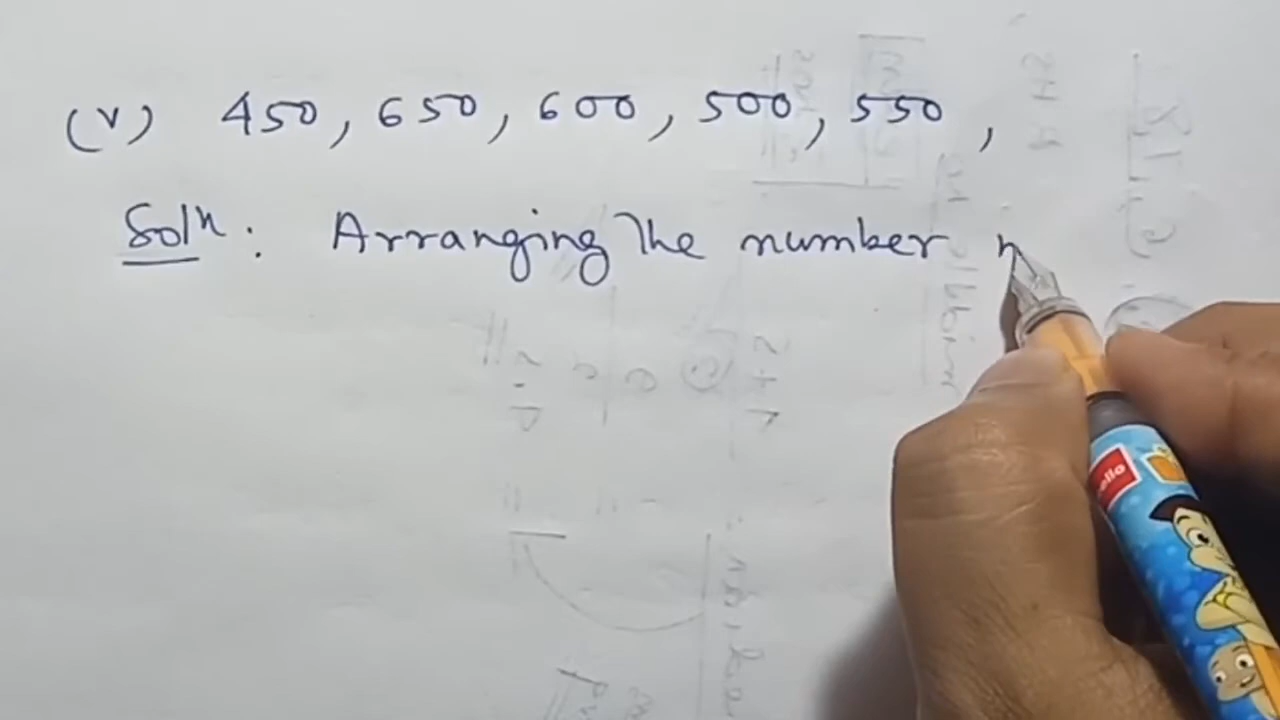 (v) 450, 650, 600, 500, 550,
Solⁿ: Arranging the number